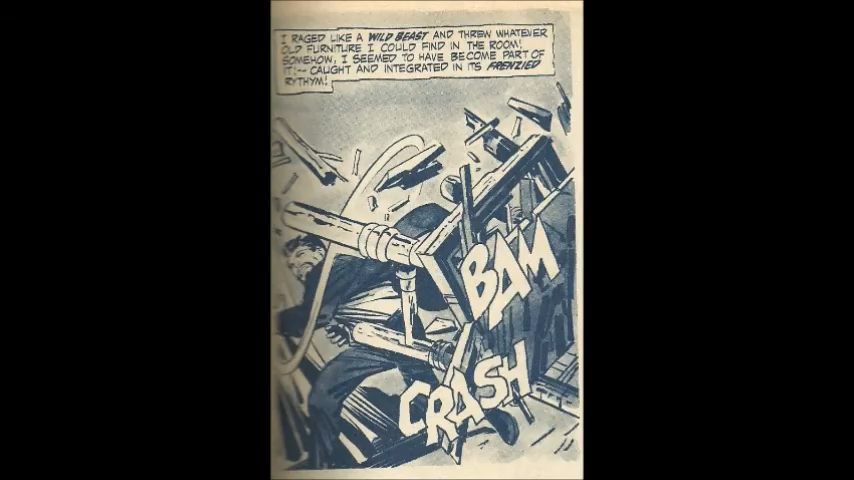 I RAGED LIKE A WILD BEAST AND THREW WHATEVER
OLD FURNITURE I COULD FIND IN THE ROOM!
SOMEHOW, I SEEMED TO HAVE BECOME PART OF
IT!-- CAUGHT AND INTEGRATED IN ITS FRENZIED
RYTHYM!
BAM
CRASH